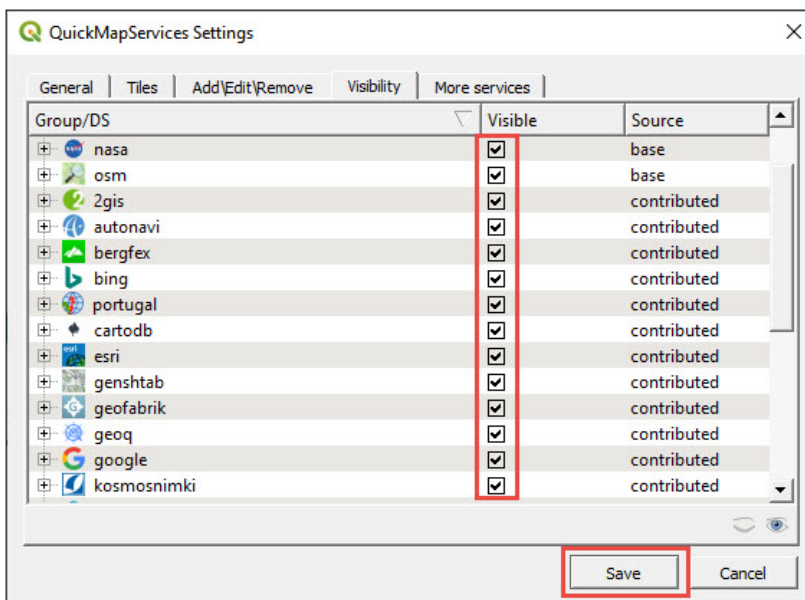 QuickMapServices Settings
General Tiles Add\Edit\Remove Visibility More services
Group/DS Visible Source
nasa base
osm base
2gis contributed
autonavi contributed
bergfex contributed
bing contributed
portugal contributed
cartodb contributed
esri contributed
genshtab contributed
geofabrik contributed
geoq contributed
google contributed
kosmosnimki contributed
Save Cancel